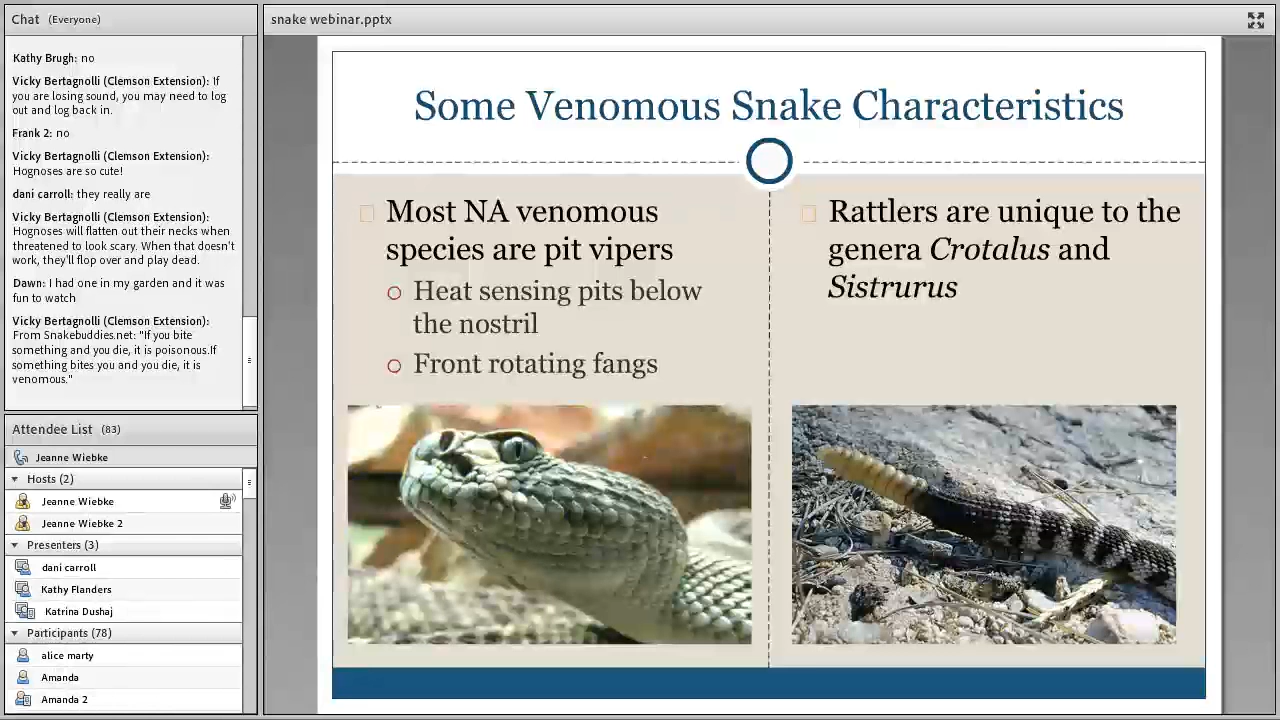 Chat (Everyone)
Kathy Brugh: no
Vicky Bertagnolli (Clemson Extension): If
you are losing sound, you may need to log
out and log back in.
Frank 2: no
Vicky Bertagnolli (Clemson Extension):
Hognoses are so cute!
dani carroll: they really are
Vicky Bertagnolli (Clemson Extension):
Hognoses will flatten out their necks when
threatened to look scary. When that doesn't
work, they'll flop over and play dead.
Dawn: I had one in my garden and it was
fun to watch
Vicky Bertagnolli (Clemson Extension):
From Snakebuddies.net: "If you bite
something and you die, it is poisonous.If
something bites you and you die, it is
venomous."
Attendee List (83)
Jeanne Wiebke
Hosts (2)
Jeanne Wiebke
Jeanne Wiebke 2
Presenters (3)
dani carroll
Kathy Flanders
Katrina Dushaj
Participants (78)
alice marty
Amanda
Amanda 2
snake webinar.pptx
Some Venomous Snake Characteristics
Most NA venomous
species are pit vipers
Heat sensing pits below
the nostril
Front rotating fangs
Rattlers are unique to the
genera Crotalus and
Sistrurus